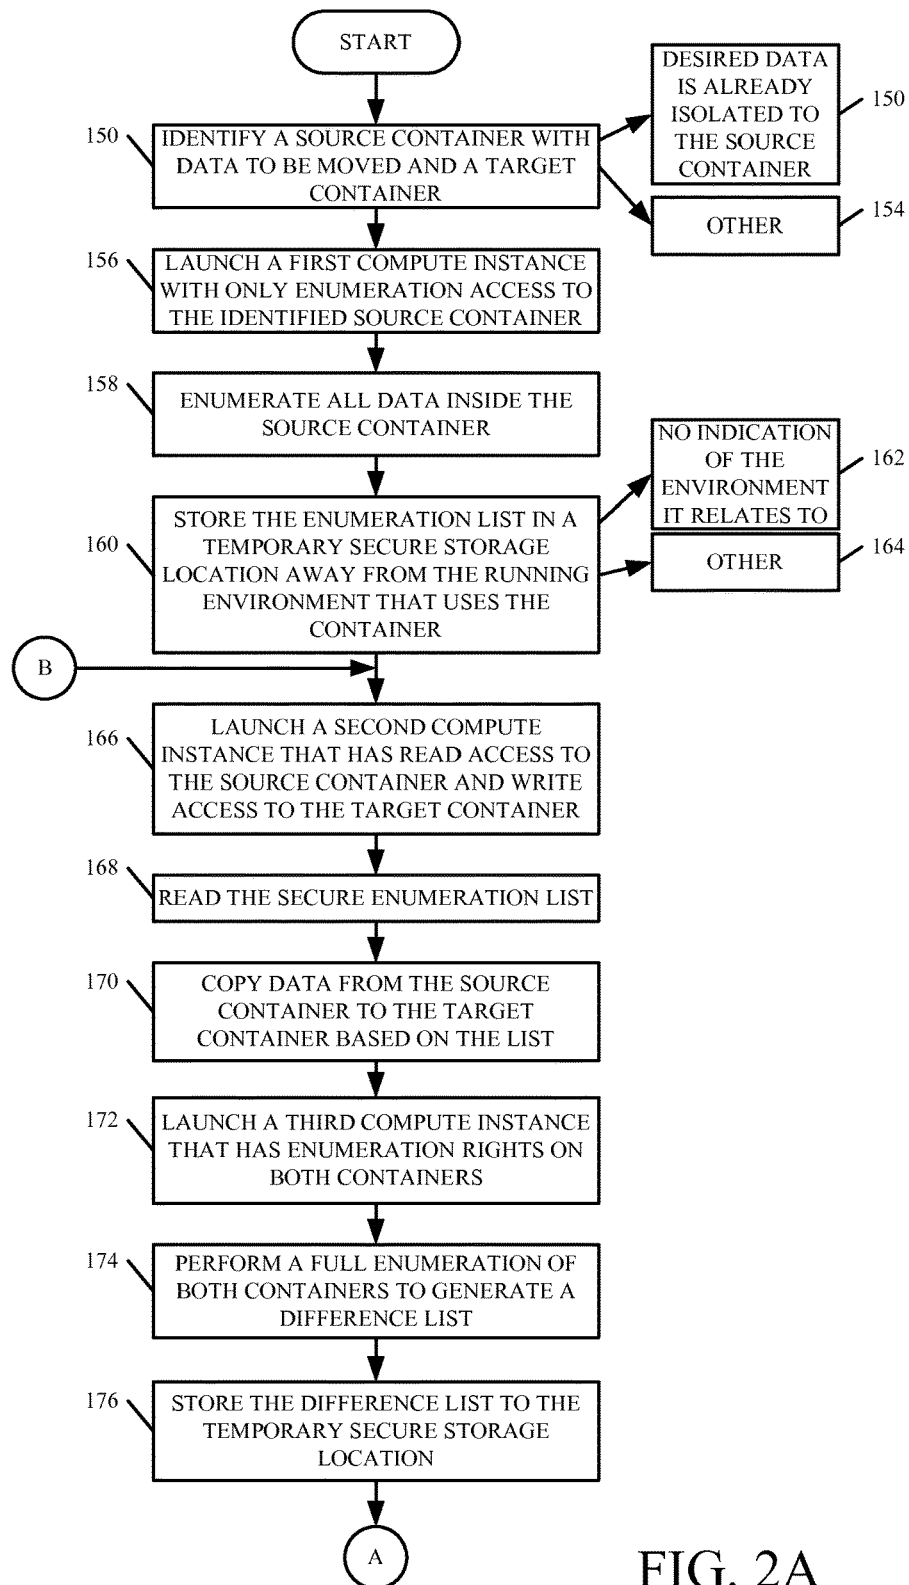 START
150
IDENTIFY A SOURCE CONTAINER WITH
DATA TO BE MOVED AND A TARGET
CONTAINER
DESIRED DATA
IS ALREADY
ISOLATED TO
THE SOURCE
CONTAINER
150
OTHER
154
156
LAUNCH A FIRST COMPUTE INSTANCE
WITH ONLY ENUMERATION ACCESS TO
THE IDENTIFIED SOURCE CONTAINER
158
ENUMERATE ALL DATA INSIDE THE
SOURCE CONTAINER
160
STORE THE ENUMERATION LIST IN A
TEMPORARY SECURE STORAGE
LOCATION AWAY FROM THE RUNNING
ENVIRONMENT THAT USES THE
CONTAINER
NO INDICATION
OF THE
ENVIRONMENT
IT RELATES TO
162
OTHER
164
B
166
LAUNCH A SECOND COMPUTE
INSTANCE THAT HAS READ ACCESS TO
THE SOURCE CONTAINER AND WRITE
ACCESS TO THE TARGET CONTAINER
168
READ THE SECURE ENUMERATION LIST
170
COPY DATA FROM THE SOURCE
CONTAINER TO THE TARGET
CONTAINER BASED ON THE LIST
172
LAUNCH A THIRD COMPUTE INSTANCE
THAT HAS ENUMERATION RIGHTS ON
BOTH CONTAINERS
174
PERFORM A FULL ENUMERATION OF
BOTH CONTAINERS TO GENERATE A
DIFFERENCE LIST
176
STORE THE DIFFERENCE LIST TO THE
TEMPORARY SECURE STORAGE
LOCATION
A
FIG. 2A